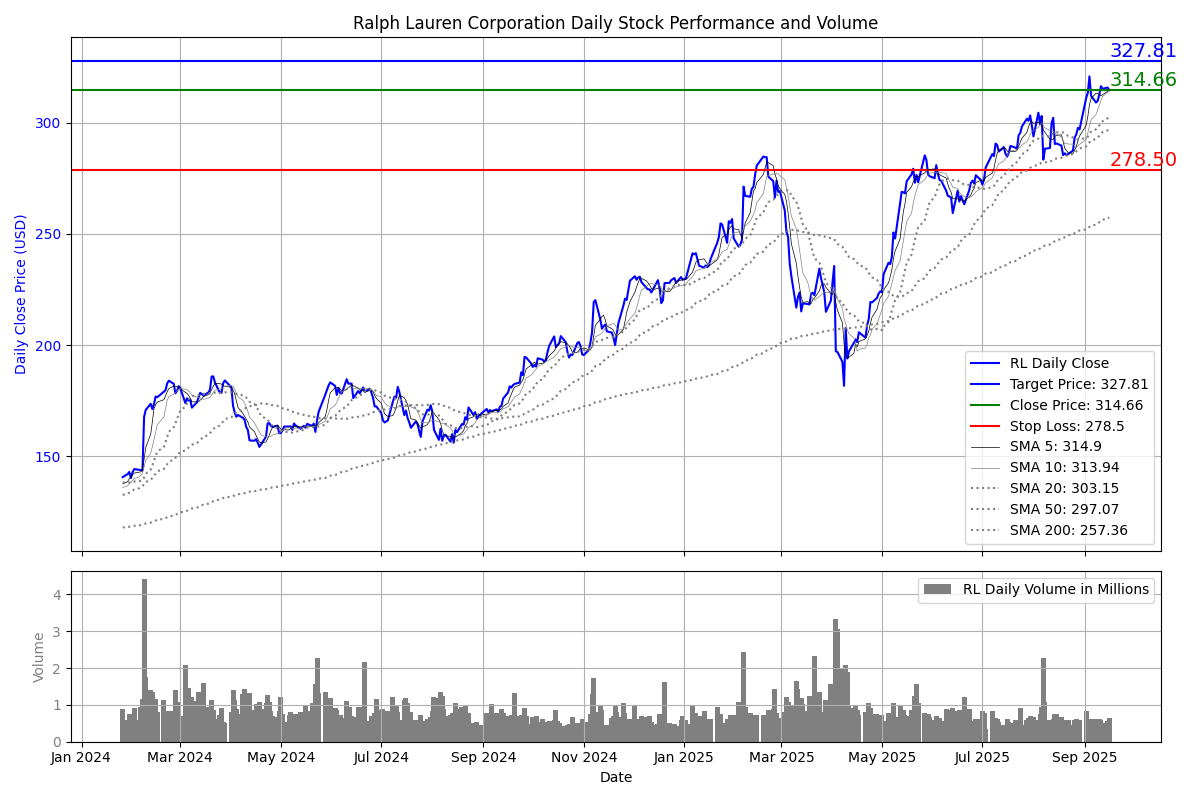 Ralph Lauren Corporation Daily Stock Performance and Volume
327.81
314.66
278.50
300
250
200
150
Daily Close Price (USD)
RL Daily Close
Target Price: 327.81
Close Price: 314.66
Stop Loss: 278.5
SMA 5: 314.9
SMA 10: 313.94
SMA 20: 303.15
SMA 50: 297.07
SMA 200: 257.36
RL Daily Volume in Millions
4
3
2
1
0
Volume
Jan 2024 Mar 2024 May 2024 Jul 2024 Sep 2024 Nov 2024 Jan 2025 Mar 2025 May 2025 Jul 2025 Sep 2025
Date